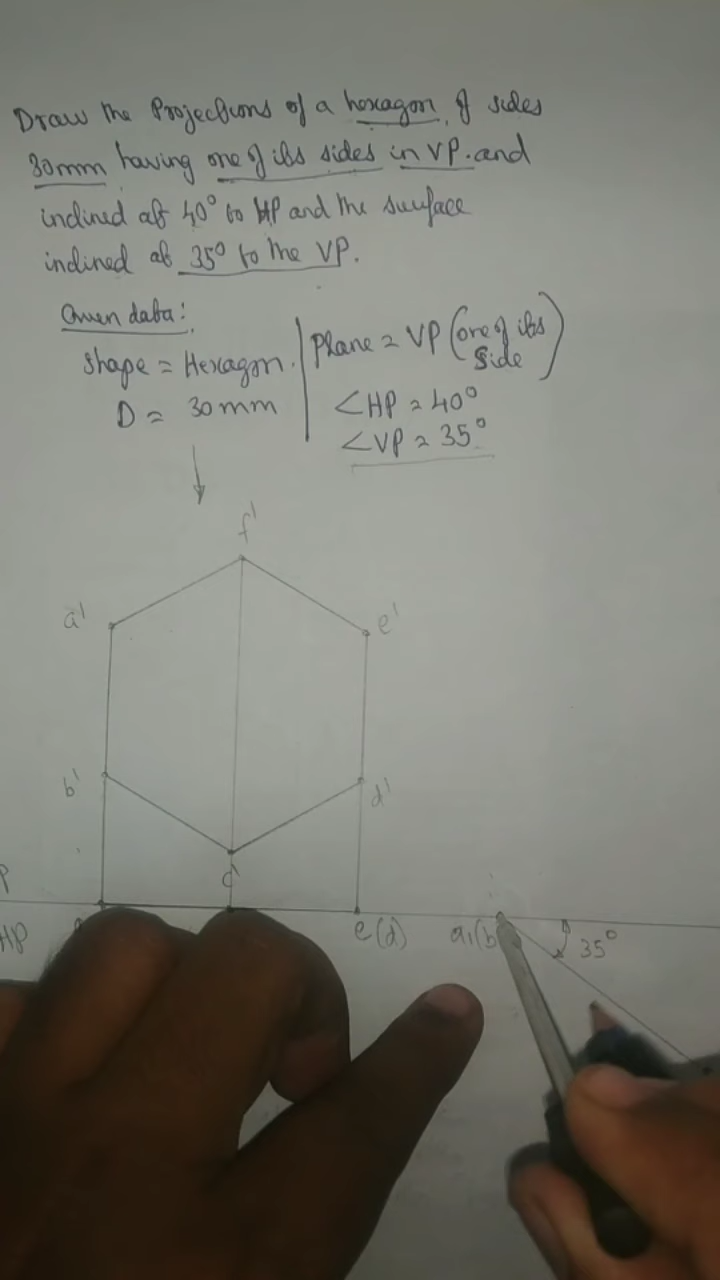 Draw the Projections of a hexagon of sides
30mm having one of its sides in VP. and
inclined at 40° to HP and the surface
inclined at 35° to the VP.
Given data:
Shape = Hexagon.
D = 30mm
Plane = VP (one of its
Side)
∠HP = 40°
∠VP = 35°
f'
a'
e'
b'
d'
c'
P
HP
e(d)
a₁(b
35°